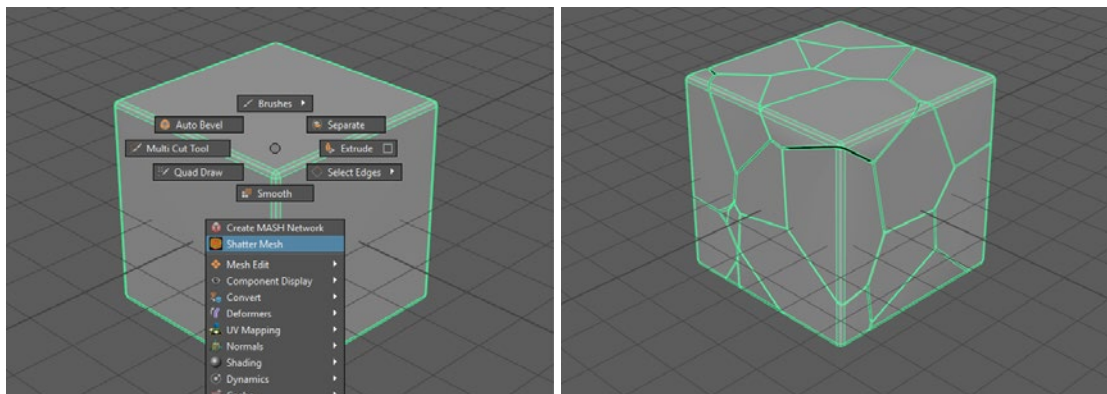 Brushes
Auto Bevel
Separate
Multi Cut Tool
Extrude
Quad Draw
Select Edges
Smooth
Create MASH Network
Shatter Mesh
Mesh Edit
Component Display
Convert
Deformers
UV Mapping
Normals
Shading
Dynamics